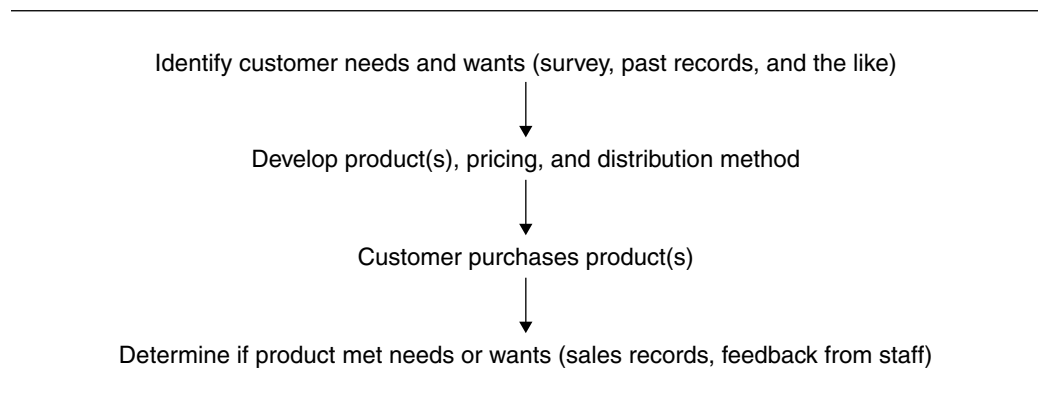 Identify customer needs and wants (survey, past records, and the like)
Develop product(s), pricing, and distribution method
Customer purchases product(s)
Determine if product met needs or wants (sales records, feedback from staff)